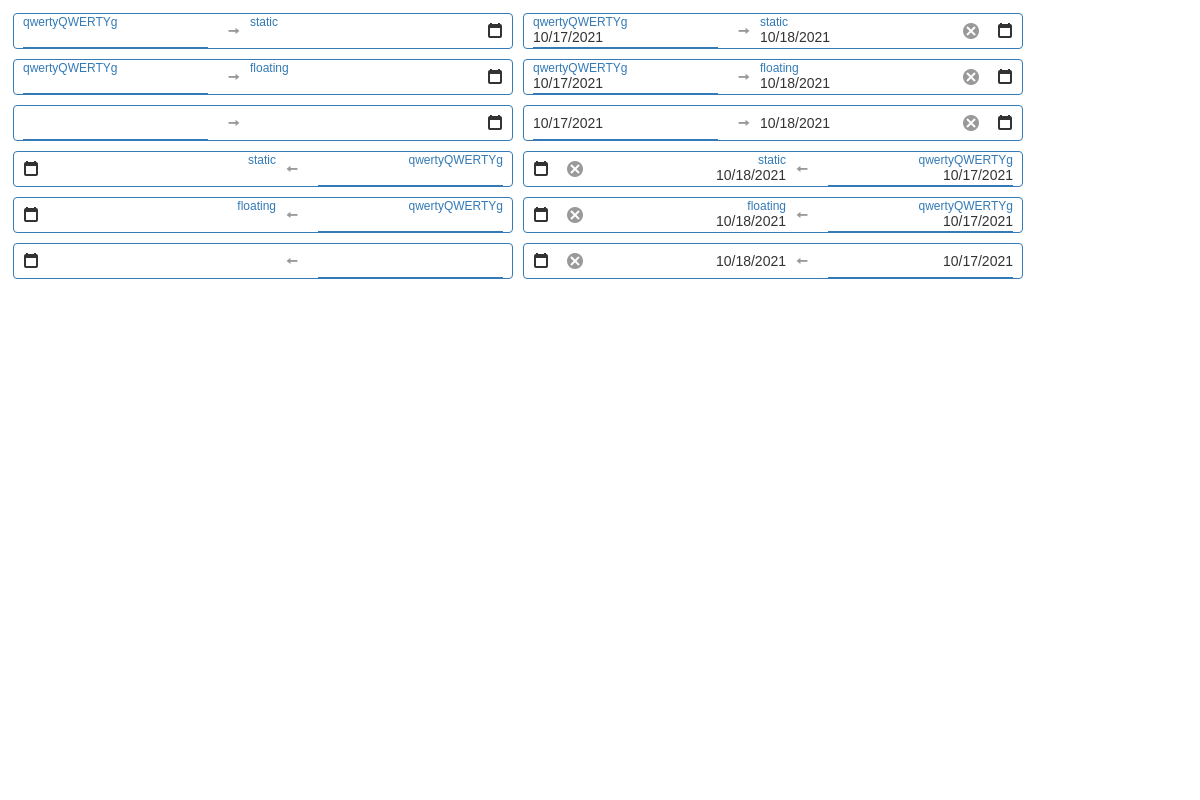 qwertyQWERTYg static qwertyQWERTYg static
10/17/2021 10/18/2021
qwertyQWERTYg floating qwertyQWERTYg floating
10/17/2021 10/18/2021
10/17/2021 10/18/2021
static qwertyQWERTYg static qwertyQWERTYg
10/18/2021 10/17/2021
floating qwertyQWERTYg floating qwertyQWERTYg
10/18/2021 10/17/2021
10/18/2021 10/17/2021